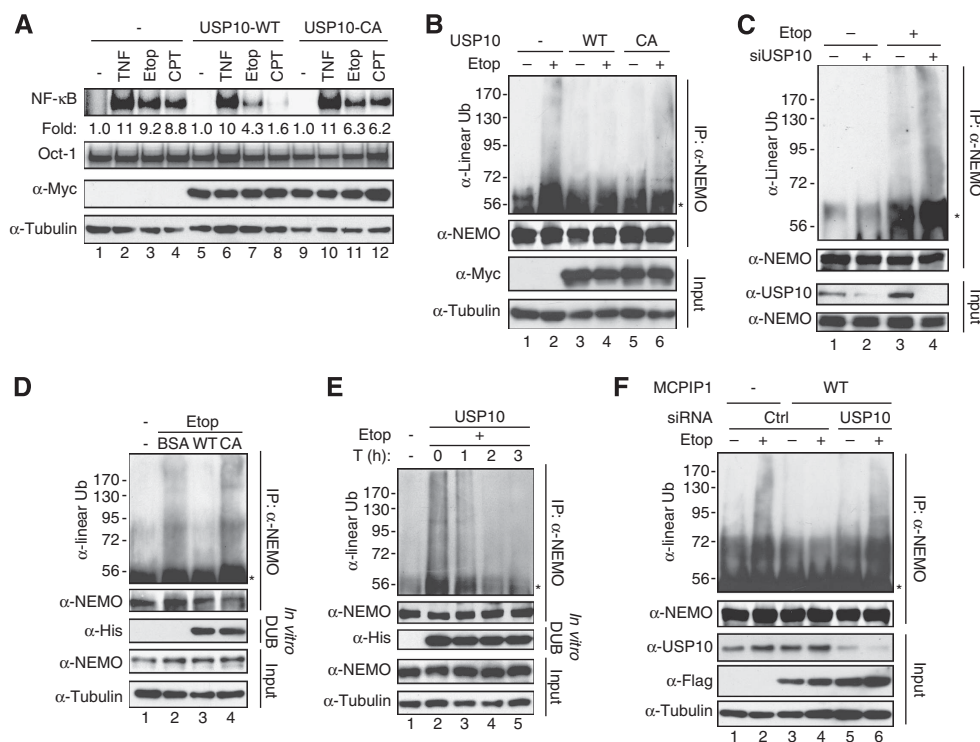 A
- USP10-WT USP10-CA
- TNF Etop CPT - TNF Etop CPT - TNF Etop CPT
NF-κB
Fold: 1.0 11 9.2 8.8 1.0 10 4.3 1.6 1.0 11 6.3 6.2
Oct-1
α-Myc
α-Tubulin
1 2 3 4 5 6 7 8 9 10 11 12
B
USP10 - WT CA
Etop - + - + - +
α-Linear Ub
170-
130-
95-
72-
56-
*
IP: α-NEMO
α-NEMO
α-Myc
α-Tubulin
Input
1 2 3 4 5 6
C
Etop - +
siUSP10 - + - +
α-Linear Ub
170-
130-
95-
72-
56-
*
IP: α-NEMO
α-NEMO
α-USP10
α-NEMO
Input
1 2 3 4
D
- Etop
- BSA WT CA
α-linear Ub
170-
130-
95-
72-
56-
*
IP: α-NEMO
α-NEMO
α-His
In vitro
DUB
α-NEMO
α-Tubulin
Input
1 2 3 4
E
USP10
Etop - +
T (h): - 0 1 2 3
α-linear Ub
170-
130-
95-
72-
56-
*
IP: α-NEMO
α-NEMO
α-His
In vitro
DUB
α-NEMO
α-Tubulin
Input
1 2 3 4 5
F
MCPIP1 - WT
siRNA Ctrl USP10
Etop - + - + - +
α-linear Ub
170-
130-
95-
72-
56-
*
IP: α-NEMO
α-NEMO
α-USP10
α-Flag
α-Tubulin
Input
1 2 3 4 5 6